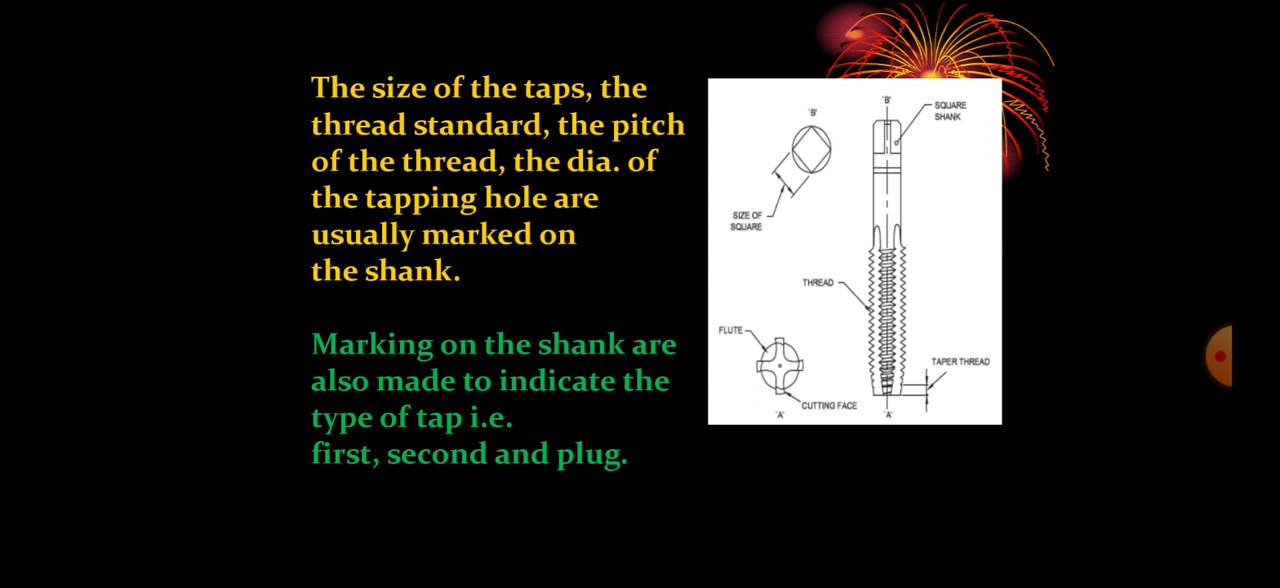 The size of the taps, the
thread standard, the pitch
of the thread, the dia. of
the tapping hole are
usually marked on
the shank.
Marking on the shank are
also made to indicate the
type of tap i.e.
first, second and plug.
'B'
'B'
SQUARE
SHANK
SIZE OF
SQUARE
THREAD
FLUTE
TAPER THREAD
CUTTING FACE
'A'
'A'